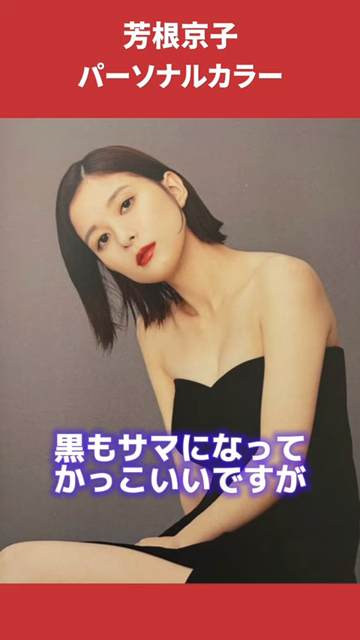 芳根京子
パーソナルカラー
黒もサマになって
かっこいいですが